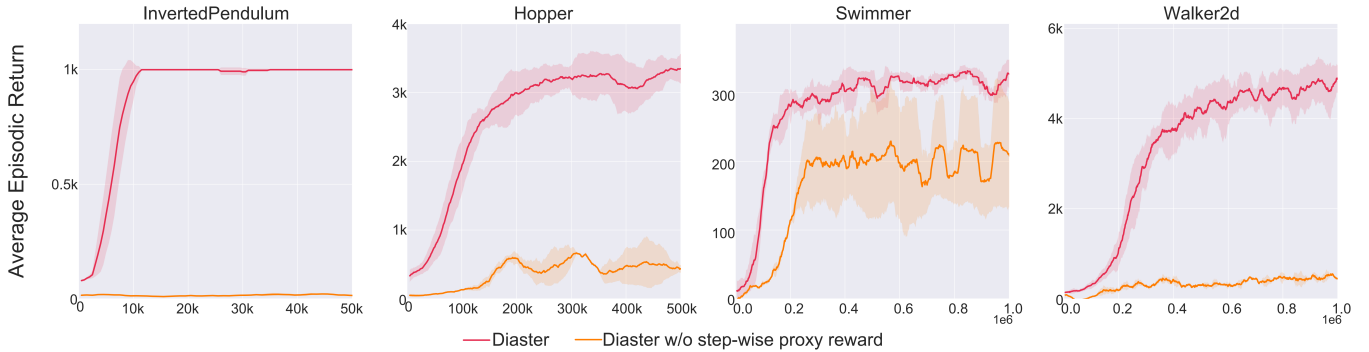 InvertedPendulum Hopper Swimmer Walker2d
Average Episodic Return
1k
0.5k
0
0 10k 20k 30k 40k 50k
4k
3k
2k
1k
0
0 100k 200k 300k 400k 500k
300
200
100
0
0.0 0.2 0.4 0.6 0.8 1.0
1e6
6k
4k
2k
0
0.0 0.2 0.4 0.6 0.8 1.0
1e6
Diaster Diaster w/o step-wise proxy reward